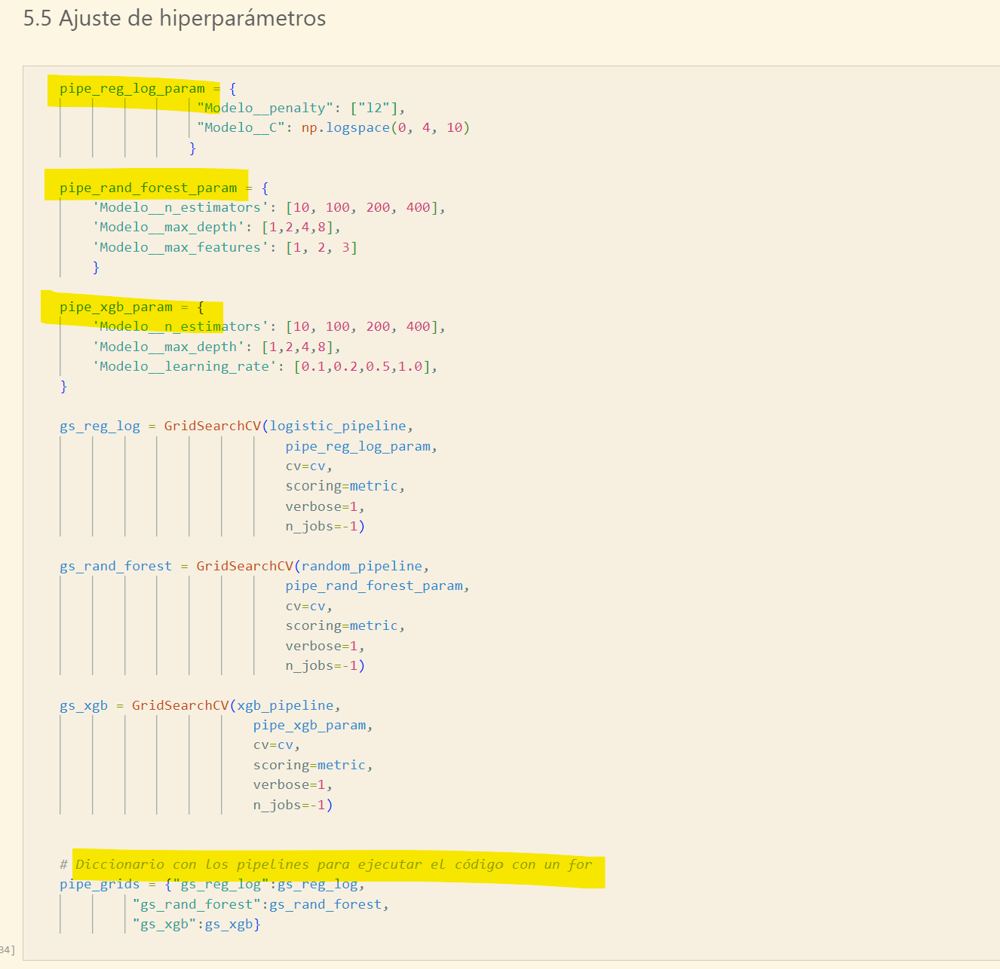 5.5 Ajuste de hiperparámetros
pipe_reg_log_param = {
"Modelo__penalty": ["l2"],
"Modelo__C": np.logspace(0, 4, 10)
}
pipe_rand_forest_param = {
'Modelo__n_estimators': [10, 100, 200, 400],
'Modelo__max_depth': [1,2,4,8],
'Modelo__max_features': [1, 2, 3]
}
pipe_xgb_param = {
'Modelo__n_estimators': [10, 100, 200, 400],
'Modelo__max_depth': [1,2,4,8],
'Modelo__learning_rate': [0.1,0.2,0.5,1.0],
}
gs_reg_log = GridSearchCV(logistic_pipeline,
pipe_reg_log_param,
cv=cv,
scoring=metric,
verbose=1,
n_jobs=-1)
gs_rand_forest = GridSearchCV(random_pipeline,
pipe_rand_forest_param,
cv=cv,
scoring=metric,
verbose=1,
n_jobs=-1)
gs_xgb = GridSearchCV(xgb_pipeline,
pipe_xgb_param,
cv=cv,
scoring=metric,
verbose=1,
n_jobs=-1)
# Diccionario con los pipelines para ejecutar el código con un for
pipe_grids = {"gs_reg_log":gs_reg_log,
"gs_rand_forest":gs_rand_forest,
"gs_xgb":gs_xgb}
34]